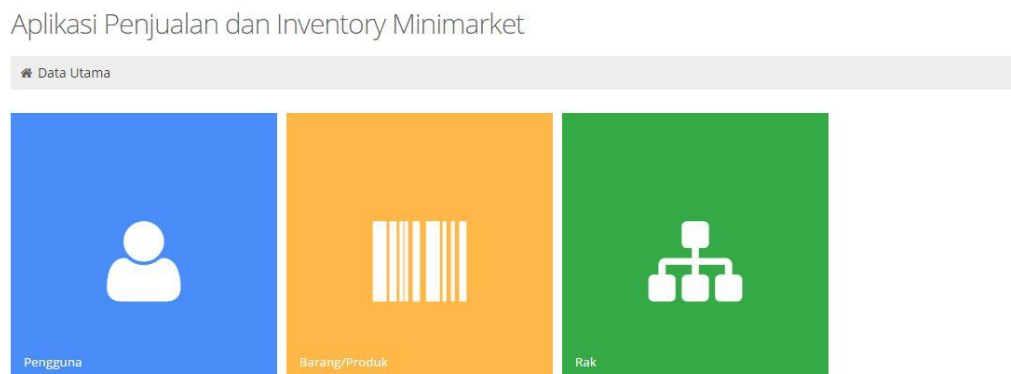 Aplikasi Penjualan dan Inventory Minimarket
Data Utama
Pengguna
Barang/Produk
Rak